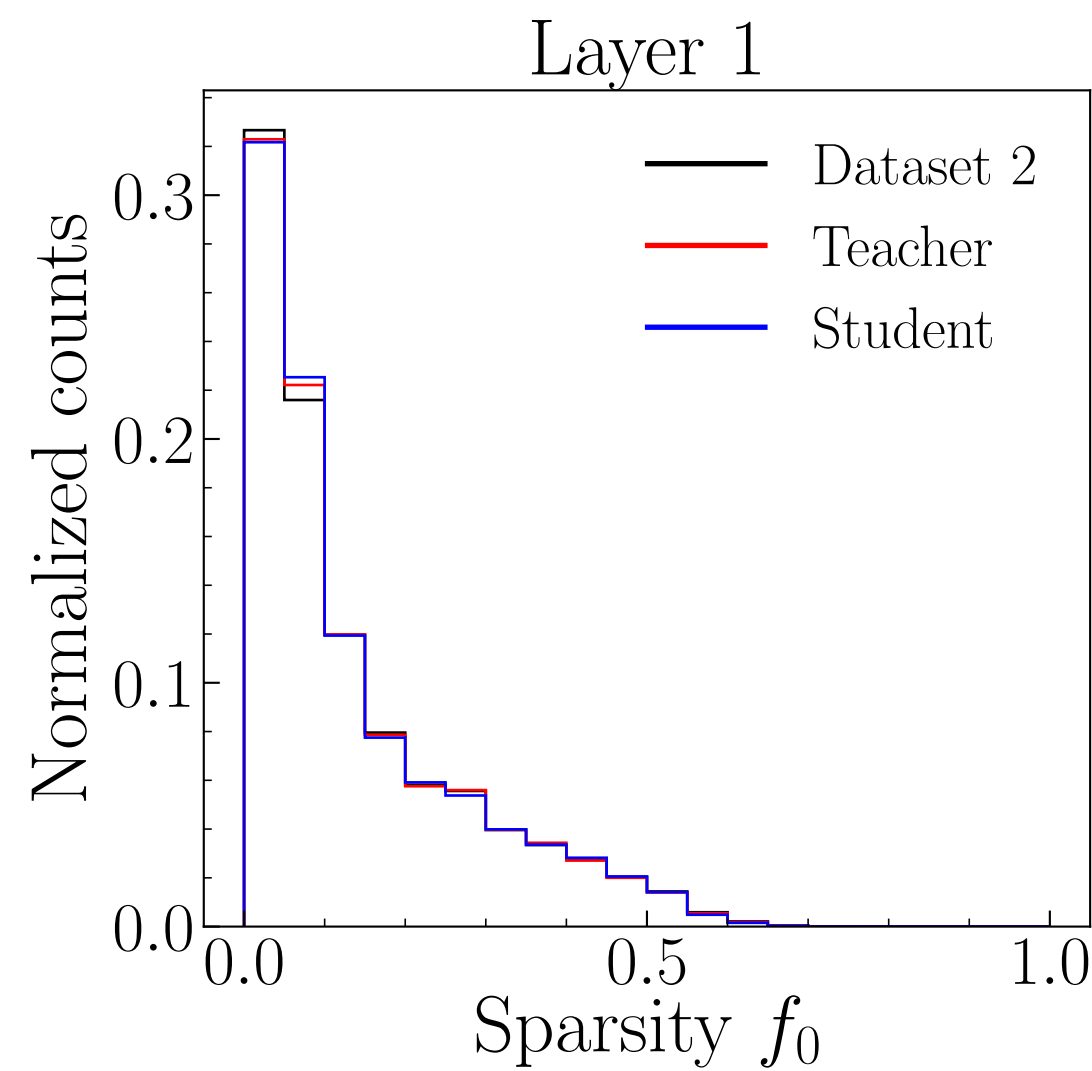 Layer 1
Dataset 2
Teacher
Student
Normalized counts
0.3
0.2
0.1
0.0
0.0 0.5 1.0
Sparsity f₀